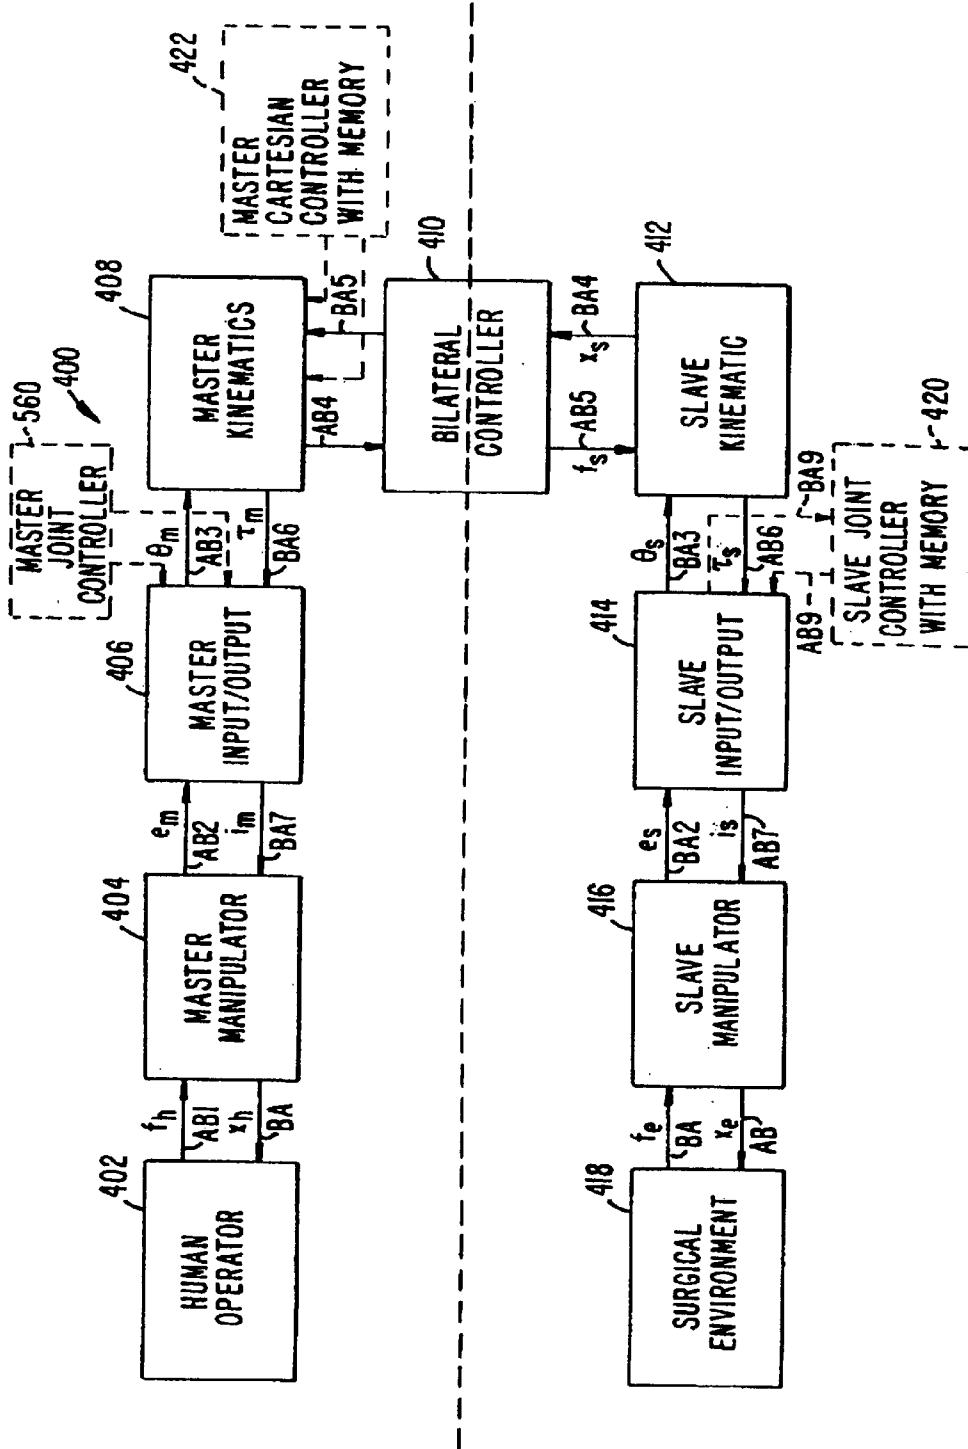 400
402
HUMAN
OPERATOR
fh
AB1
xh
BA
404
MASTER
MANIPULATOR
em
AB2
im
BA7
406
MASTER
INPUT/OUTPUT
θm
AB3
τm
BA6
MASTER
JOINT
CONTROLLER
560
408
MASTER
KINEMATICS
AB4
BA5
422
MASTER
CARTESIAN
CONTROLLER
WITH MEMORY
410
BILATERAL
CONTROLLER
fs
AB5
xs
BA4
412
SLAVE
KINEMATIC
θs
BA3
τs
AB6
414
SLAVE
INPUT/OUTPUT
AB9
BA9
SLAVE JOINT
CONTROLLER
WITH MEMORY
420
es
BA2
is
AB7
416
SLAVE
MANIPULATOR
fe
BA
xe
AB
418
SURGICAL
ENVIRONMENT